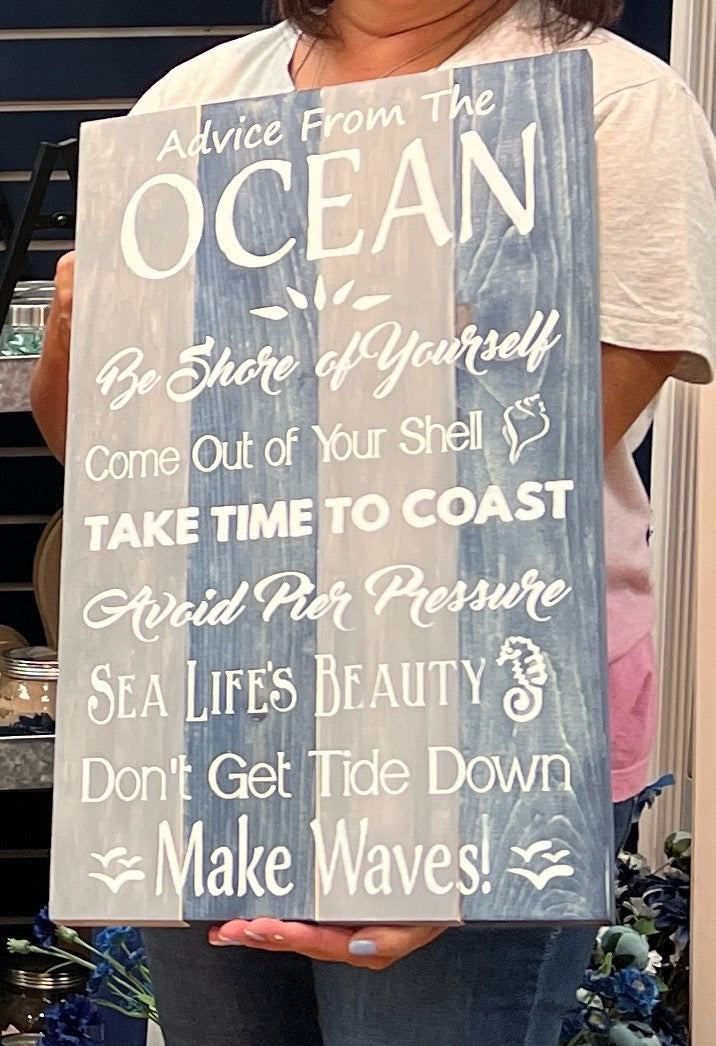 Advice From The
OCEAN
Be Shore of Yourself
Come Out of Your Shell
TAKE TIME TO COAST
Avoid Pier Pressure
SEA LIFE'S BEAUTY
Don't Get Tide Down
Make Waves!